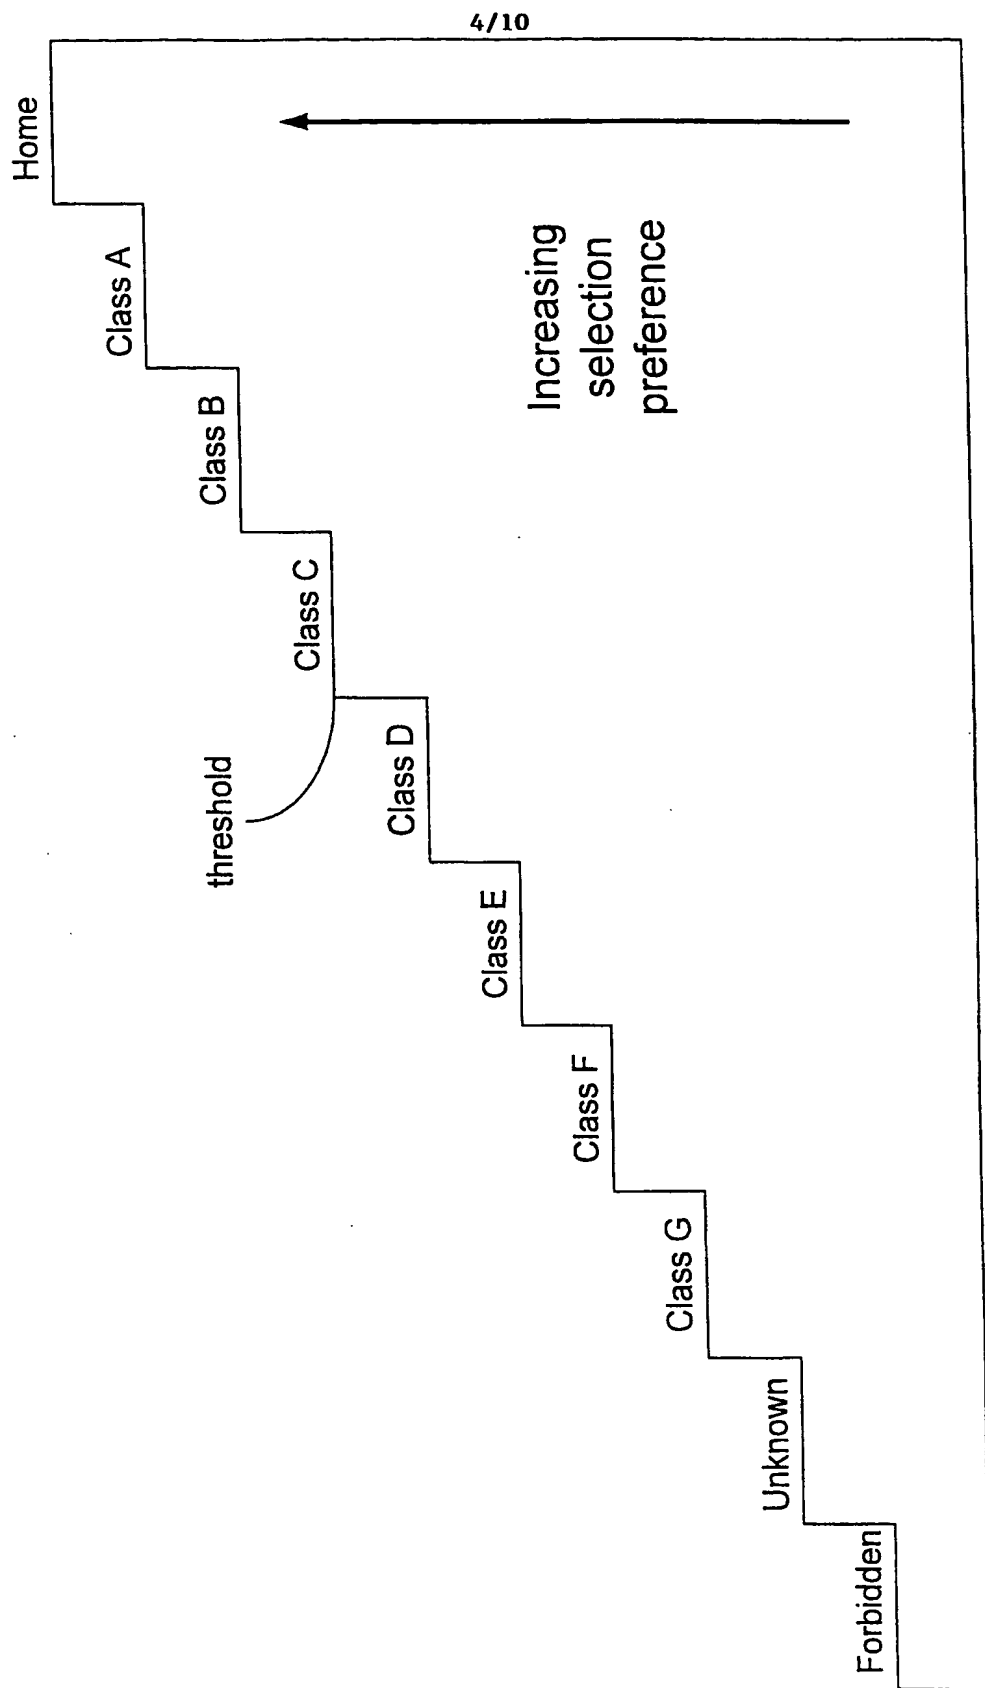 4/10
Home
Class A
Class B
Class C
threshold
Class D
Class E
Class F
Class G
Unknown
Forbidden
Increasing
selection
preference